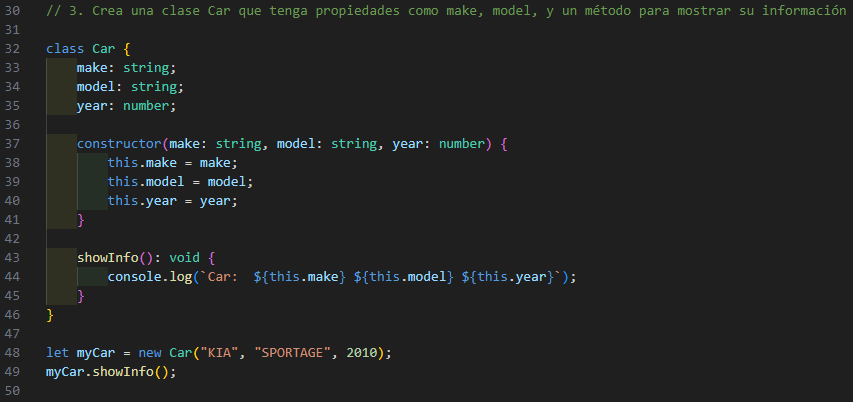 30 // 3. Crea una clase Car que tenga propiedades como make, model, y un método para mostrar su información
31
32 class Car {
33     make: string;
34     model: string;
35     year: number;
36
37     constructor(make: string, model: string, year: number) {
38         this.make = make;
39         this.model = model;
40         this.year = year;
41     }
42
43     showInfo(): void {
44         console.log(`Car:  ${this.make} ${this.model} ${this.year}`);
45     }
46 }
47
48 let myCar = new Car("KIA", "SPORTAGE", 2010);
49 myCar.showInfo();
50